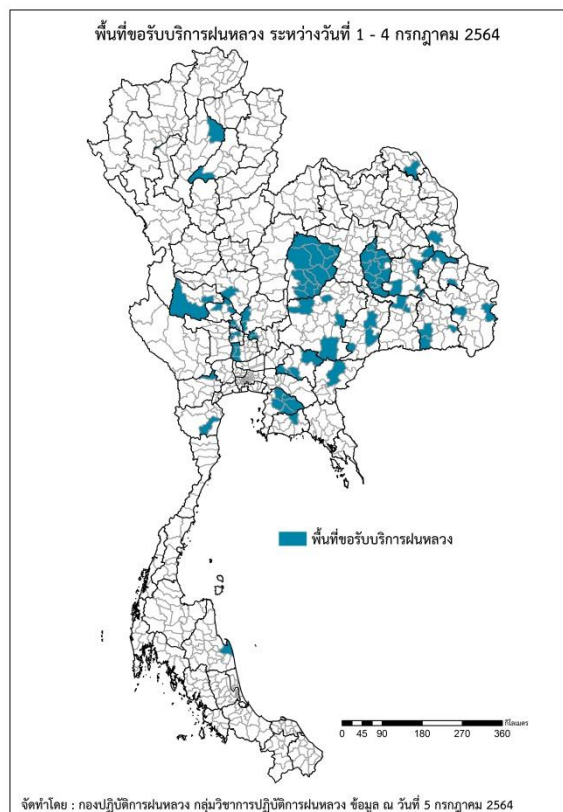 พื้นที่ขอรับบริการฝนหลวง ระหว่างวันที่ 1 - 4 กรกฎาคม 2564
พื้นที่ขอรับบริการฝนหลวง
กิโลเมตร
0 45 90 180 270 360
จัดทำโดย : กองปฏิบัติการฝนหลวง กลุ่มวิชาการปฏิบัติการฝนหลวง ข้อมูล ณ วันที่ 5 กรกฎาคม 2564